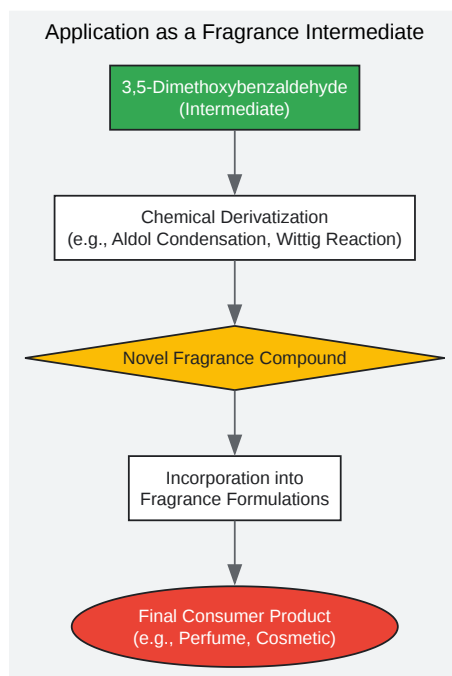 Application as a Fragrance Intermediate
3,5-Dimethoxybenzaldehyde
(Intermediate)
Chemical Derivatization
(e.g., Aldol Condensation, Wittig Reaction)
Novel Fragrance Compound
Incorporation into
Fragrance Formulations
Final Consumer Product
(e.g., Perfume, Cosmetic)